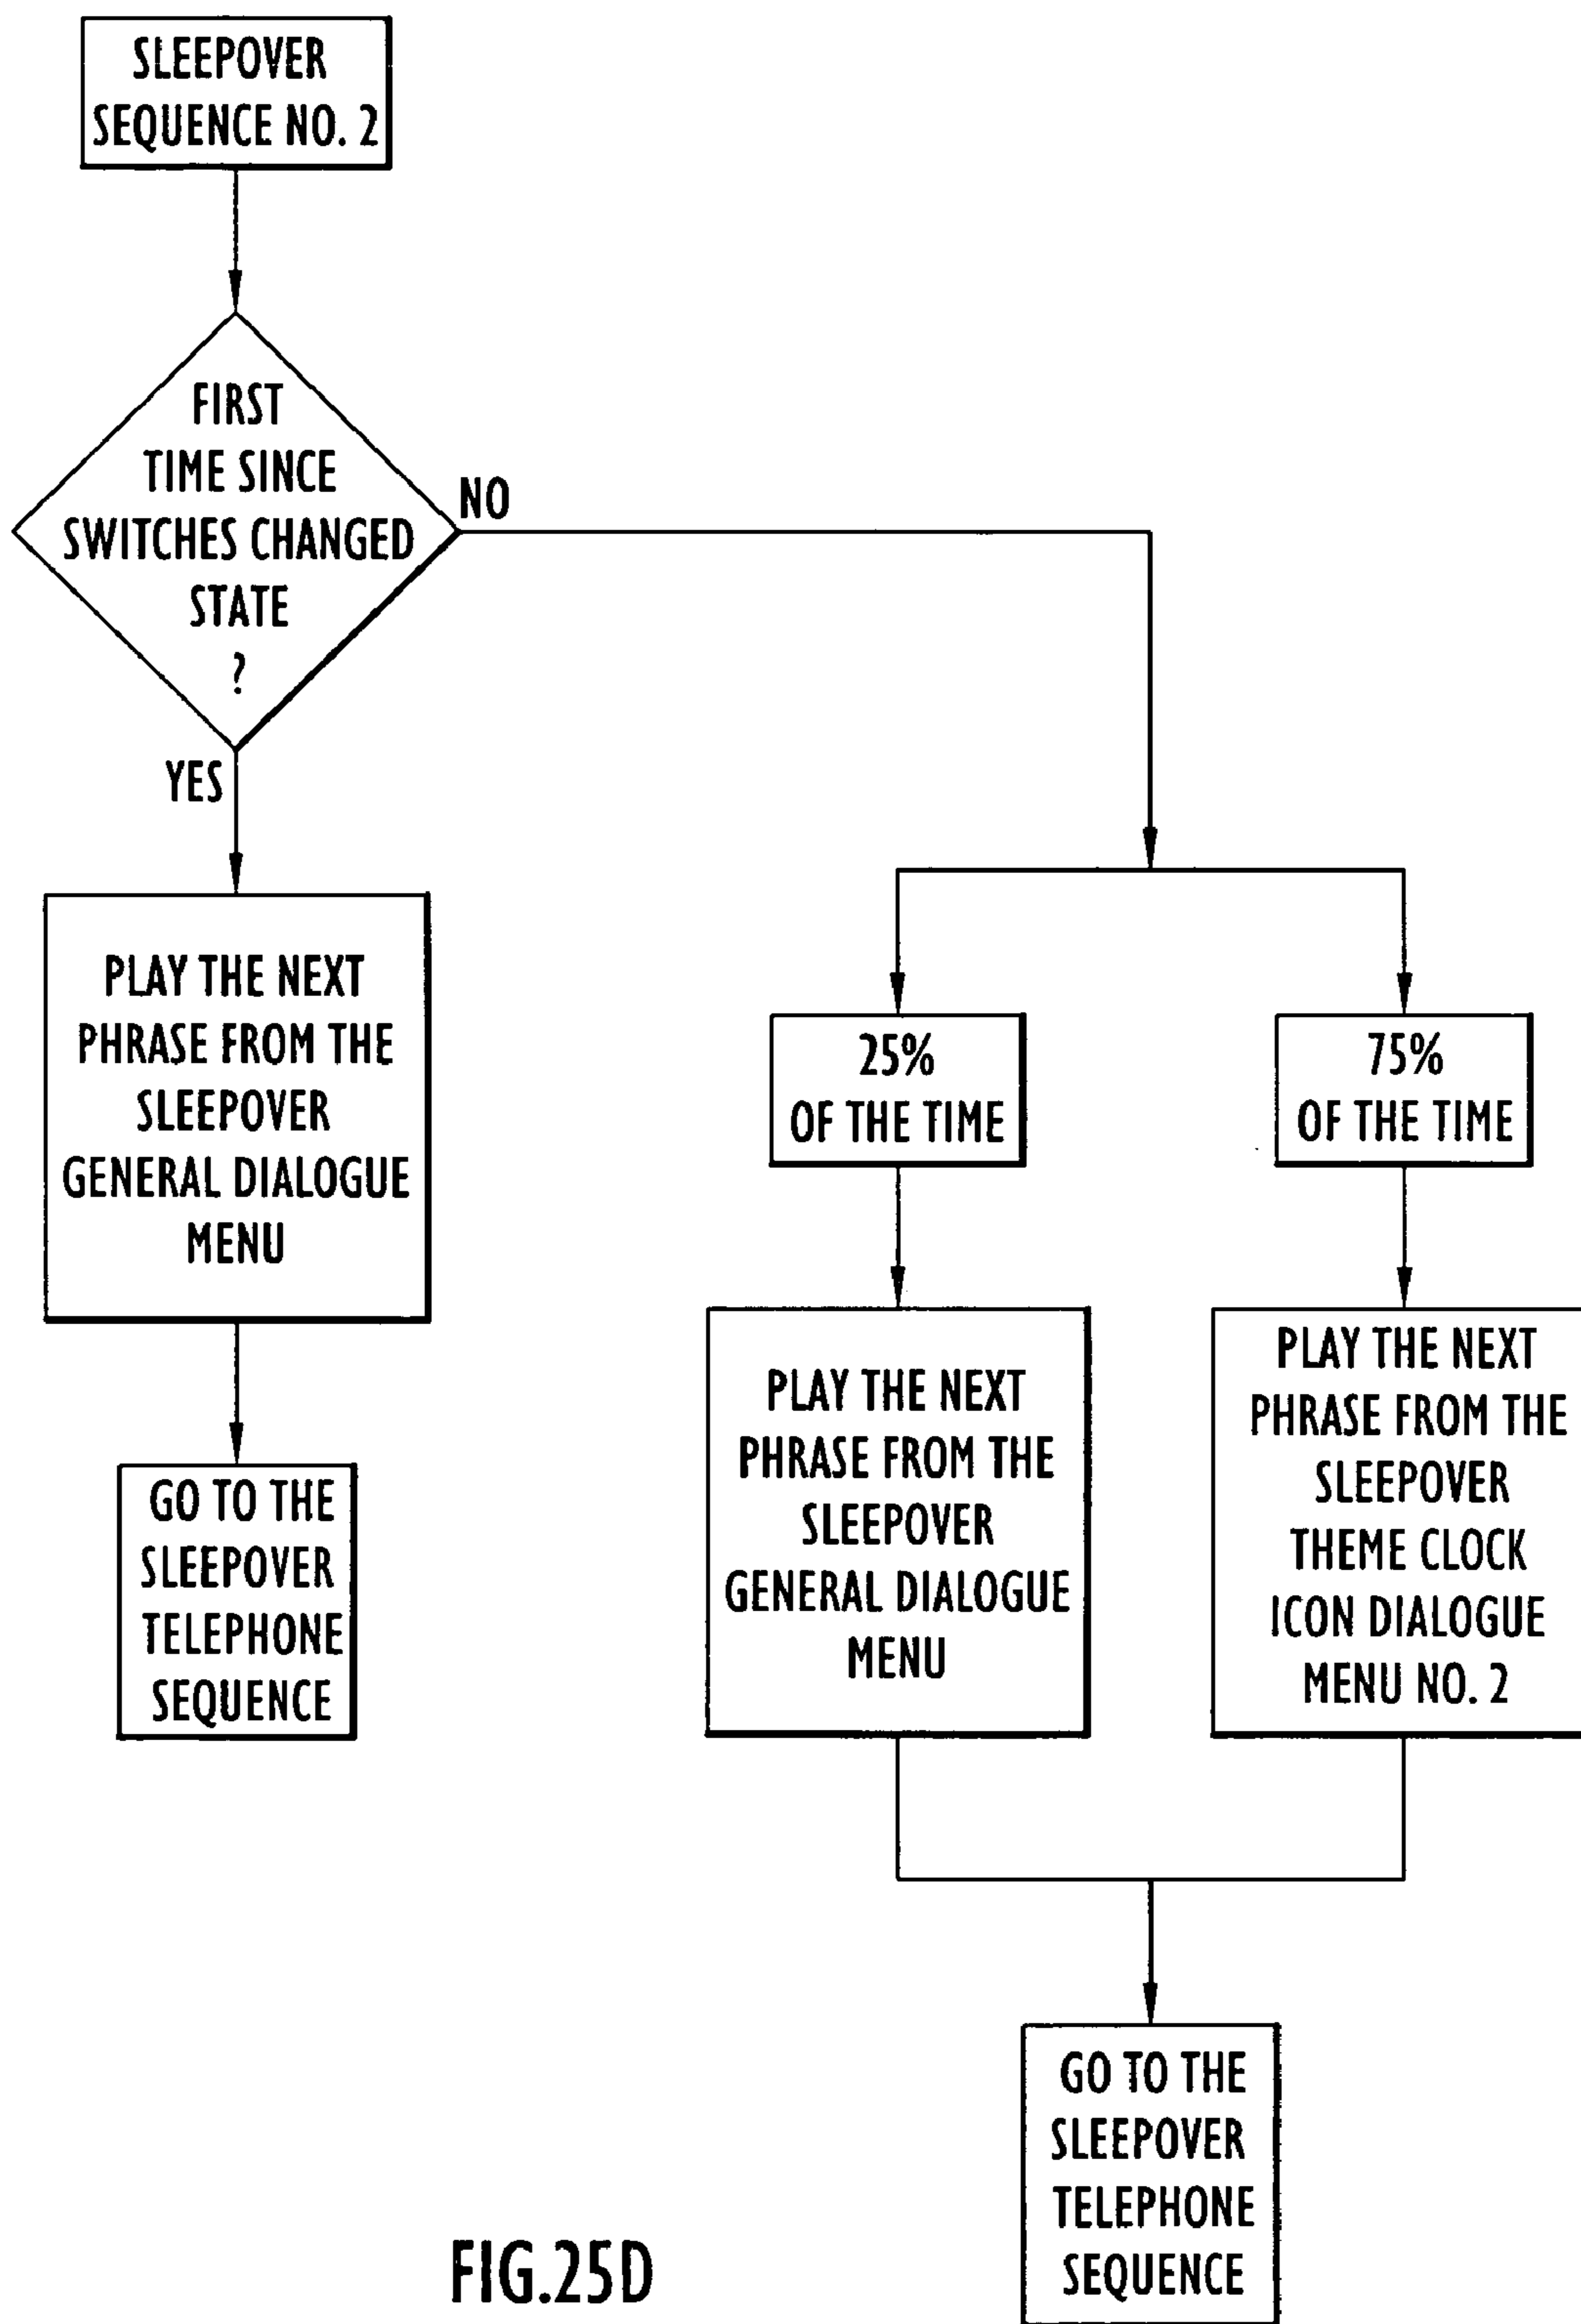 SLEEPOVER
SEQUENCE NO. 2
FIRST
TIME SINCE
SWITCHES CHANGED
STATE
?
NO
YES
PLAY THE NEXT
PHRASE FROM THE
SLEEPOVER
GENERAL DIALOGUE
MENU
GO TO THE
SLEEPOVER
TELEPHONE
SEQUENCE
25%
OF THE TIME
75%
OF THE TIME
PLAY THE NEXT
PHRASE FROM THE
SLEEPOVER
GENERAL DIALOGUE
MENU
PLAY THE NEXT
PHRASE FROM THE
SLEEPOVER
THEME CLOCK
ICON DIALOGUE
MENU NO. 2
GO TO THE
SLEEPOVER
TELEPHONE
SEQUENCE
FIG.25D